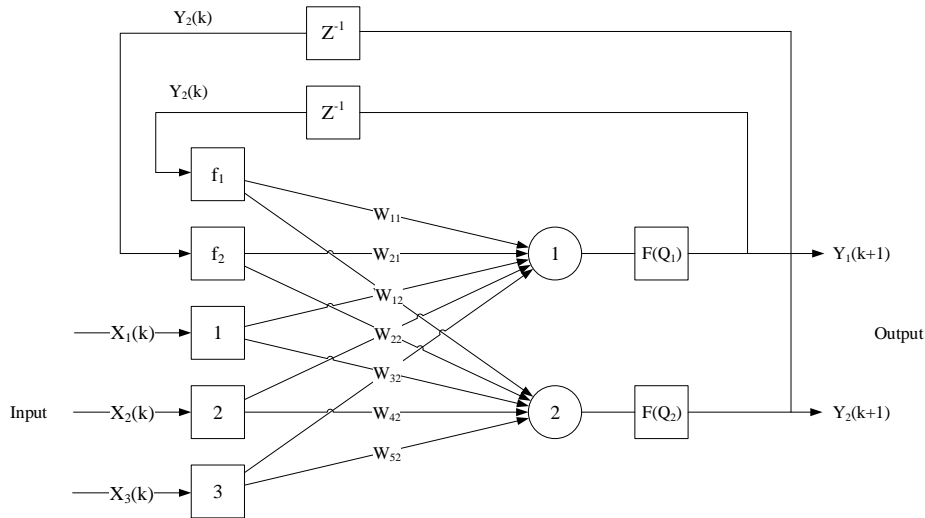 Y₂(k)
Z⁻¹
Y₂(k)
Z⁻¹
f₁
W₁₁
f₂
W₂₁
1
F(Q₁)
Y₁(k+1)
W₁₂
X₁(k)
1
W₂₂
Output
W₃₂
Input
X₂(k)
2
W₄₂
2
F(Q₂)
Y₂(k+1)
W₅₂
X₃(k)
3